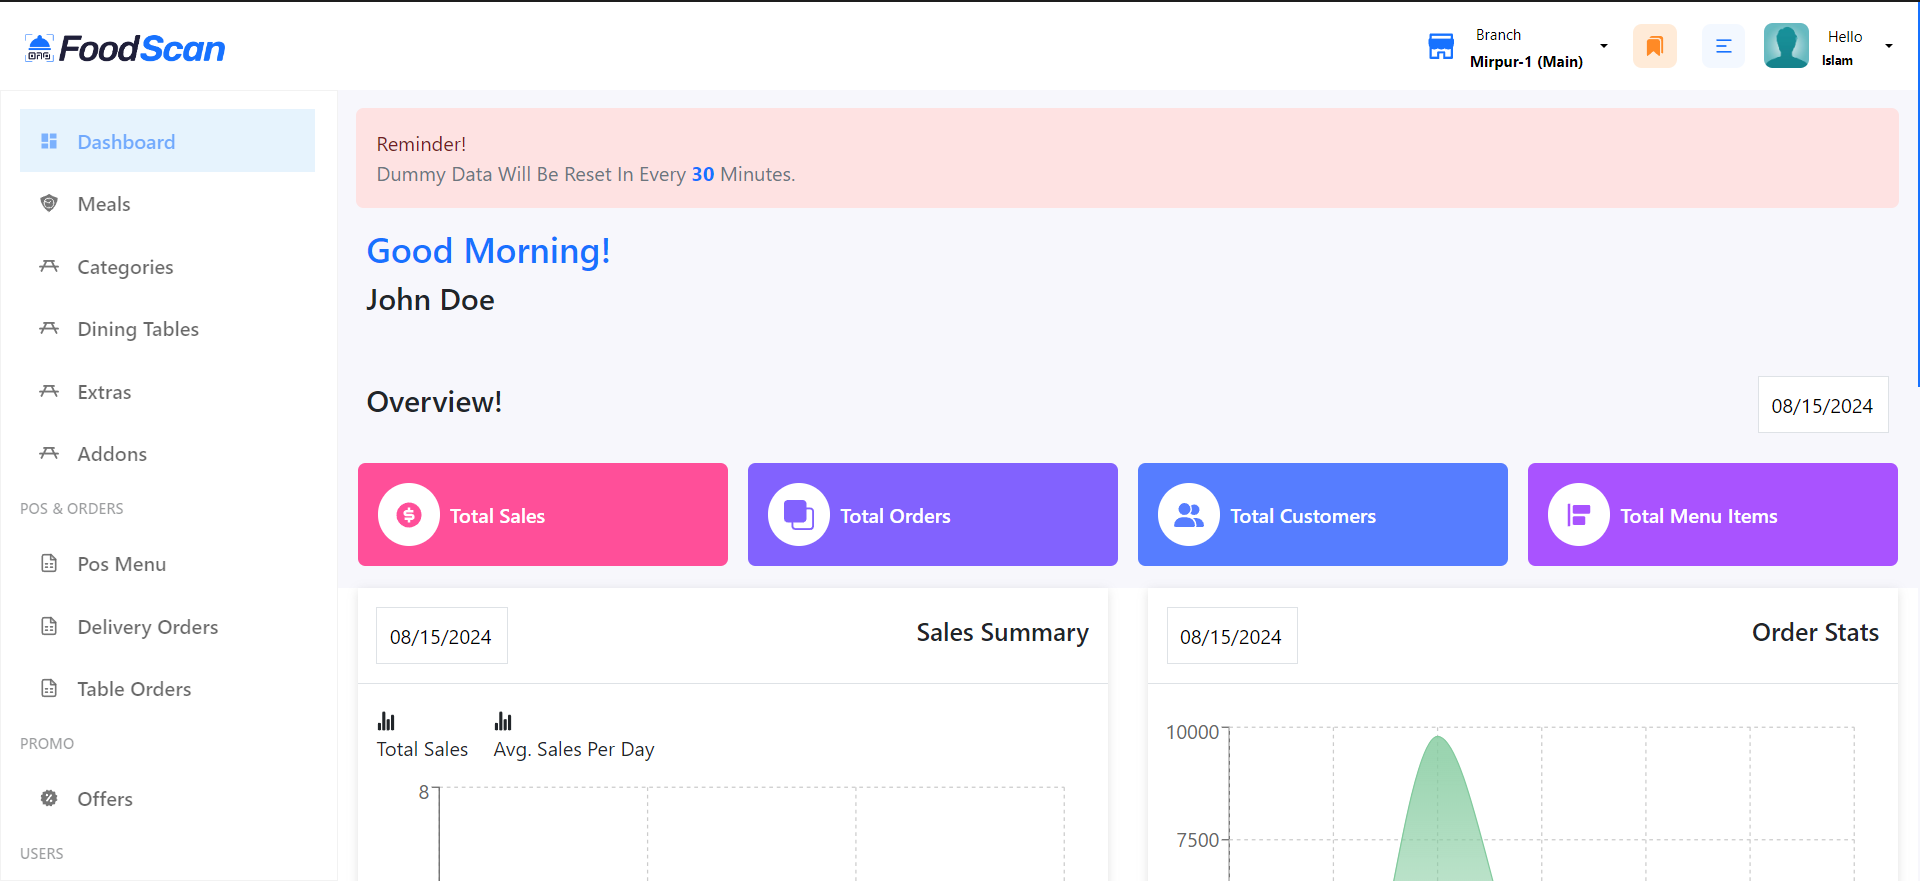 FoodScan
Branch
Mirpur-1 (Main)
Hello
Islam
Dashboard
Meals
Categories
Dining Tables
Extras
Addons
POS & ORDERS
Pos Menu
Delivery Orders
Table Orders
PROMO
Offers
USERS
Reminder!
Dummy Data Will Be Reset In Every 30 Minutes.
Good Morning!
John Doe
Overview!
08/15/2024
Total Sales
Total Orders
Total Customers
Total Menu Items
08/15/2024
Sales Summary
Total Sales
Avg. Sales Per Day
8
08/15/2024
Order Stats
10000
7500